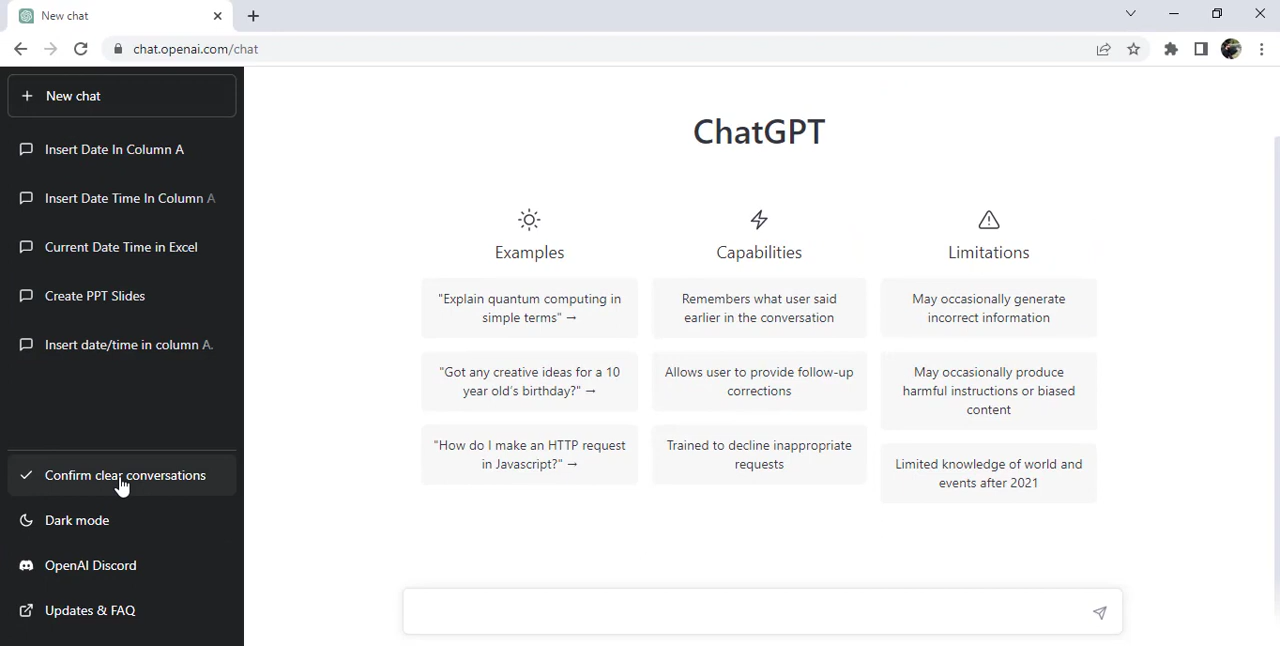 New chat
chat.openai.com/chat
New chat
Insert Date In Column A
Insert Date Time In Column A
Current Date Time in Excel
Create PPT Slides
Insert date/time in column A.
Confirm clear conversations
Dark mode
OpenAI Discord
Updates & FAQ
ChatGPT
Examples
"Explain quantum computing in
simple terms" →
"Got any creative ideas for a 10
year old's birthday?" →
"How do I make an HTTP request
in Javascript?" →
Capabilities
Remembers what user said
earlier in the conversation
Allows user to provide follow-up
corrections
Trained to decline inappropriate
requests
Limitations
May occasionally generate
incorrect information
May occasionally produce
harmful instructions or biased
content
Limited knowledge of world and
events after 2021